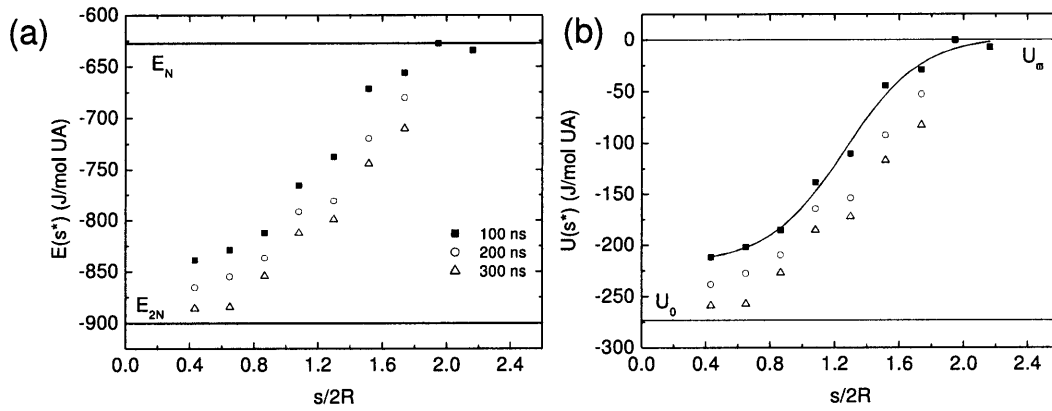 (a)
-600
-650
-700
-750
-800
-850
-900
E(s*) (J/mol UA)
E_N
E_2N
100 ns
200 ns
300 ns
0.0 0.4 0.8 1.2 1.6 2.0 2.4
s/2R
(b)
0
-50
-100
-150
-200
-250
-300
U(s*) (J/mol UA)
U_0
0.0 0.4 0.8 1.2 1.6 2.0 2.4
s/2R